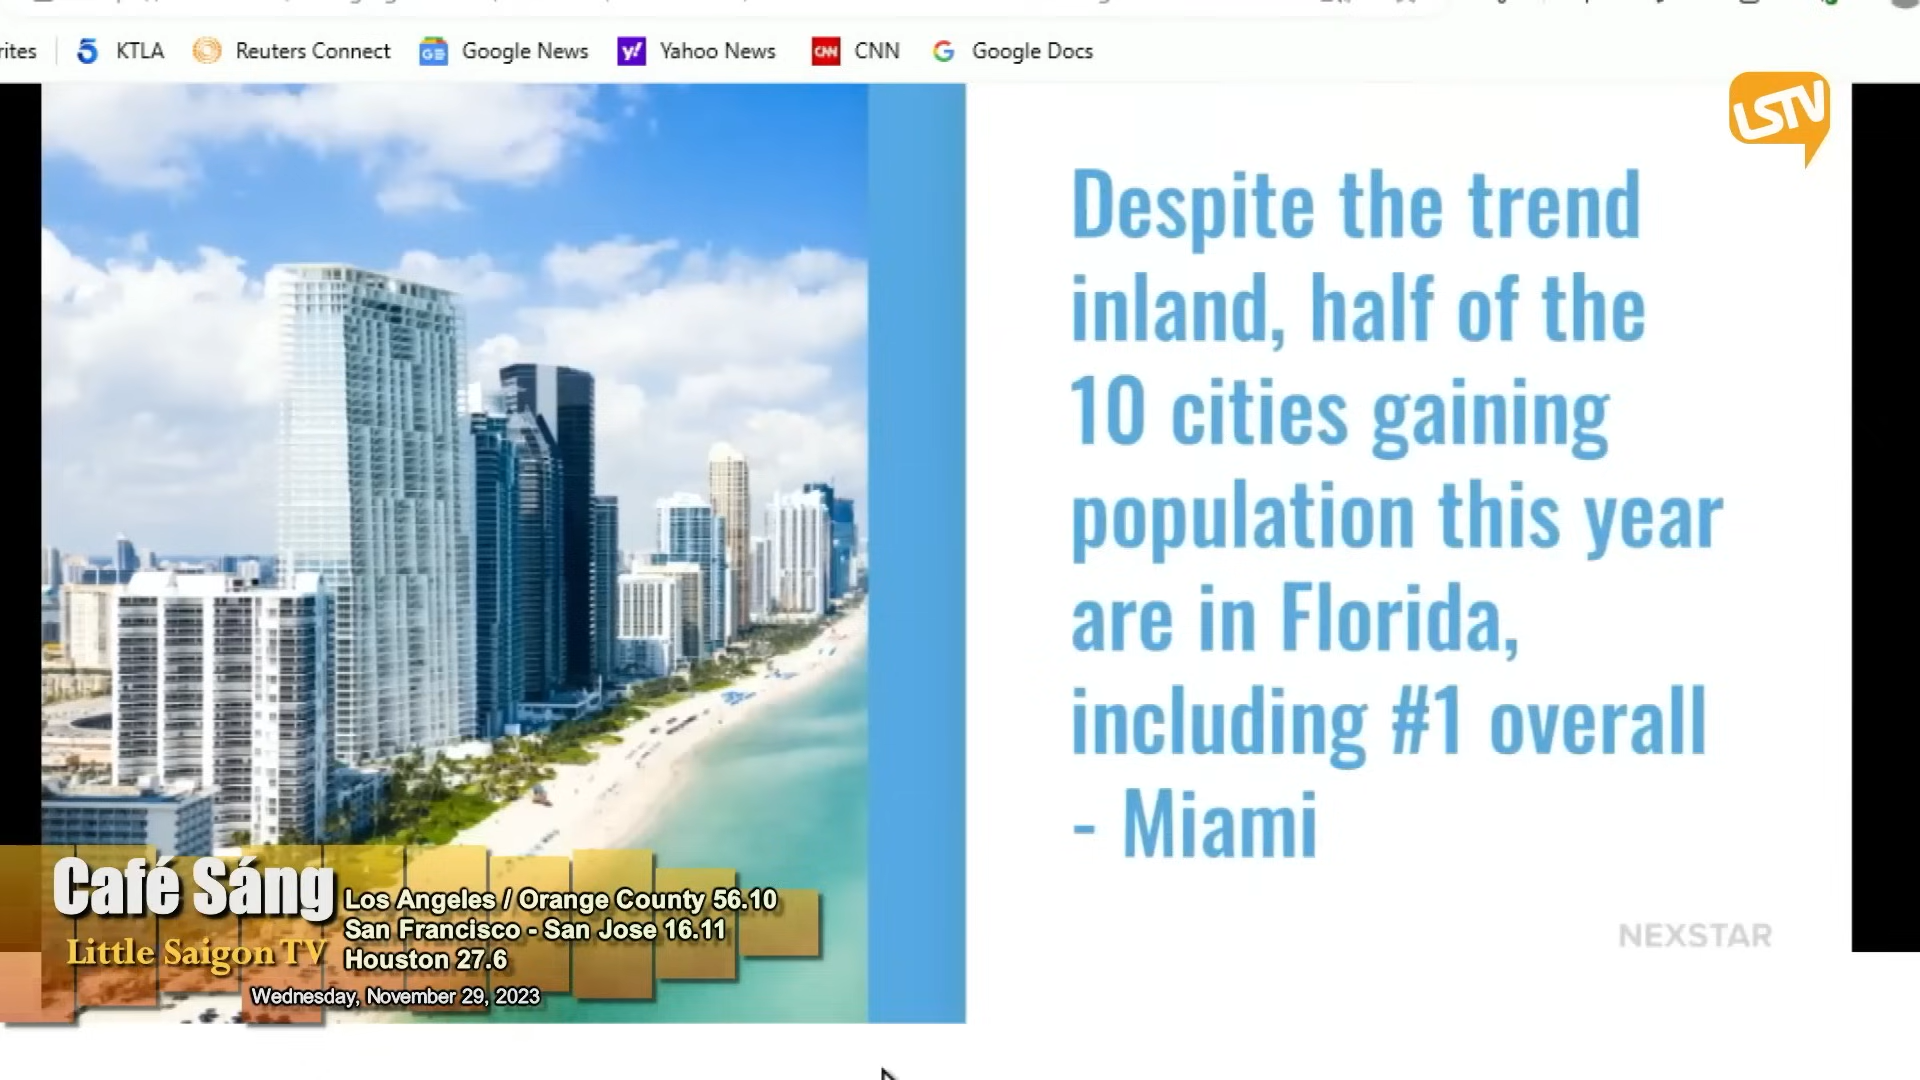 rites
KTLA
Reuters Connect
Google News
Yahoo News
CNN
Google Docs
LSTV
Despite the trend
inland, half of the
10 cities gaining
population this year
are in Florida,
including #1 overall
- Miami
NEXSTAR
Café Sáng
Little Saigon TV
Los Angeles / Orange County 56.10
San Francisco - San Jose 16.11
Houston 27.6
Wednesday, November 29, 2023